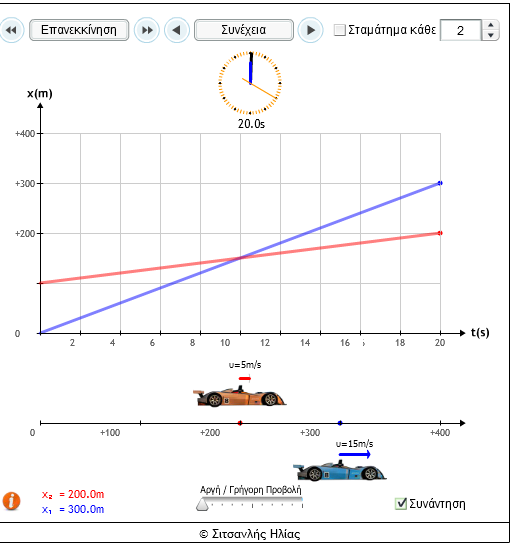 Επανεκκίνηση Συνέχεια Σταμάτημα κάθε 2
20.0s
x(m)
+400
+300
+200
0
2 4 6 8 10 12 14 16 20
t(s)
υ=5m/s
0 +100 +200 +300 +400
υ=15m/s
x₂ = 200.0m
x₁ = 300.0m
Αργή / Γρήγορη Προβολή
Συνάντηση
© Σιτσανλής Ηλίας